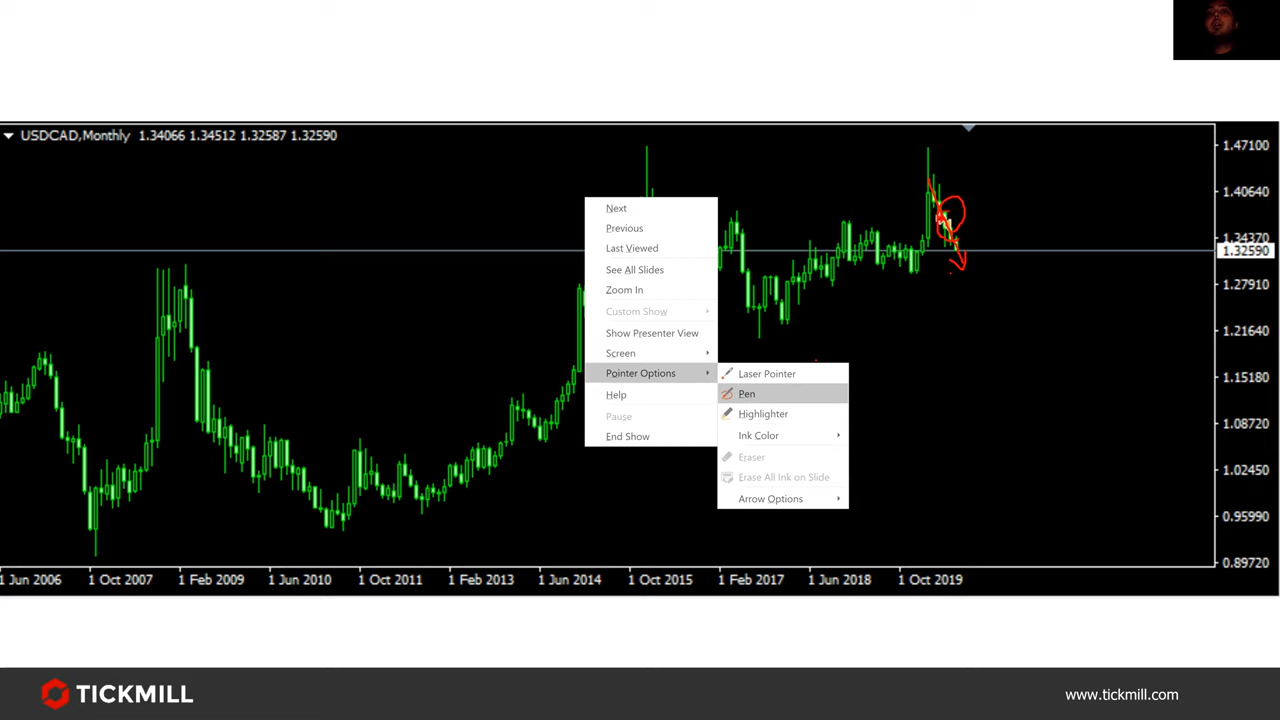 USDCAD,Monthly 1.34066 1.34512 1.32587 1.32590
1.47100
1.40640
1.34370
1.32590
1.27910
1.21640
1.15180
1.08720
1.02450
0.95990
0.89720
Next
Previous
Last Viewed
See All Slides
Zoom In
Custom Show
Show Presenter View
Screen
Pointer Options
Help
Pause
End Show
Laser Pointer
Pen
Highlighter
Ink Color
Eraser
Erase All Ink on Slide
Arrow Options
1 Jun 2006 1 Oct 2007 1 Feb 2009 1 Jun 2010 1 Oct 2011 1 Feb 2013 1 Jun 2014 1 Oct 2015 1 Feb 2017 1 Jun 2018 1 Oct 2019
TICKMILL
www.tickmill.com